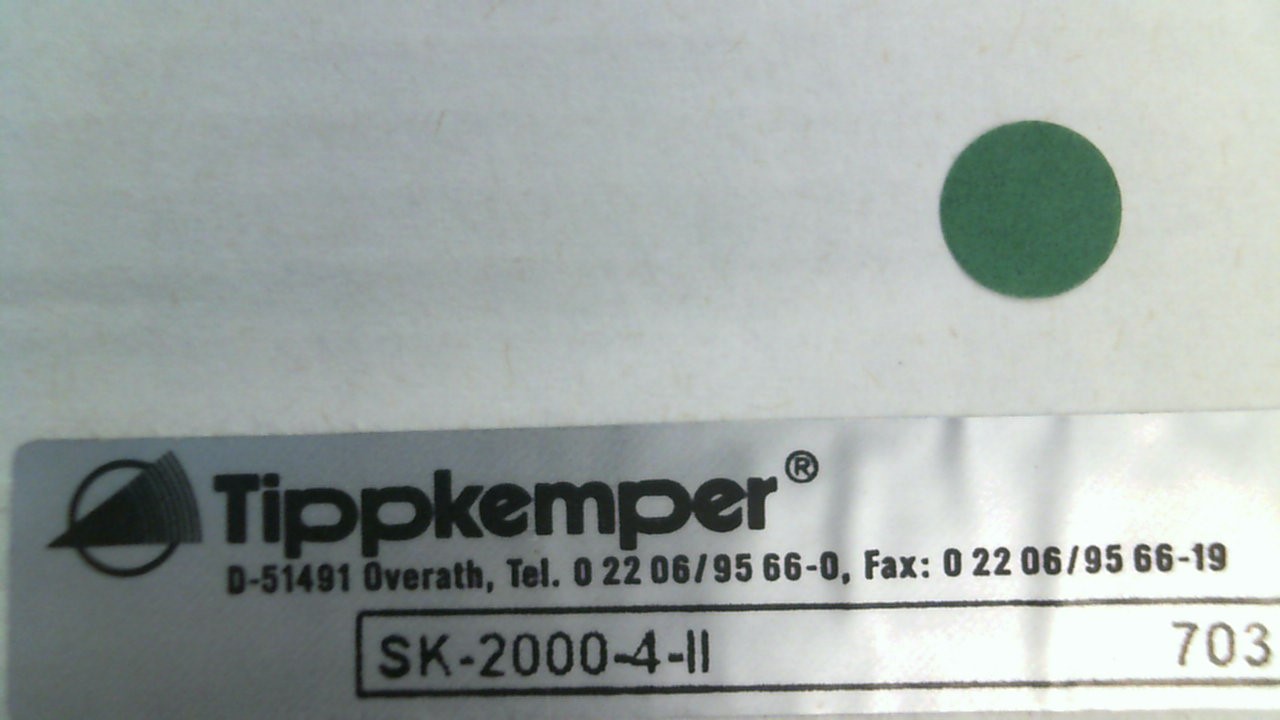 Tippkemper®
D-51491 Overath, Tel. 0 22 06/95 66-0, Fax: 0 22 06/95 66-19
SK-2000-4-II 703